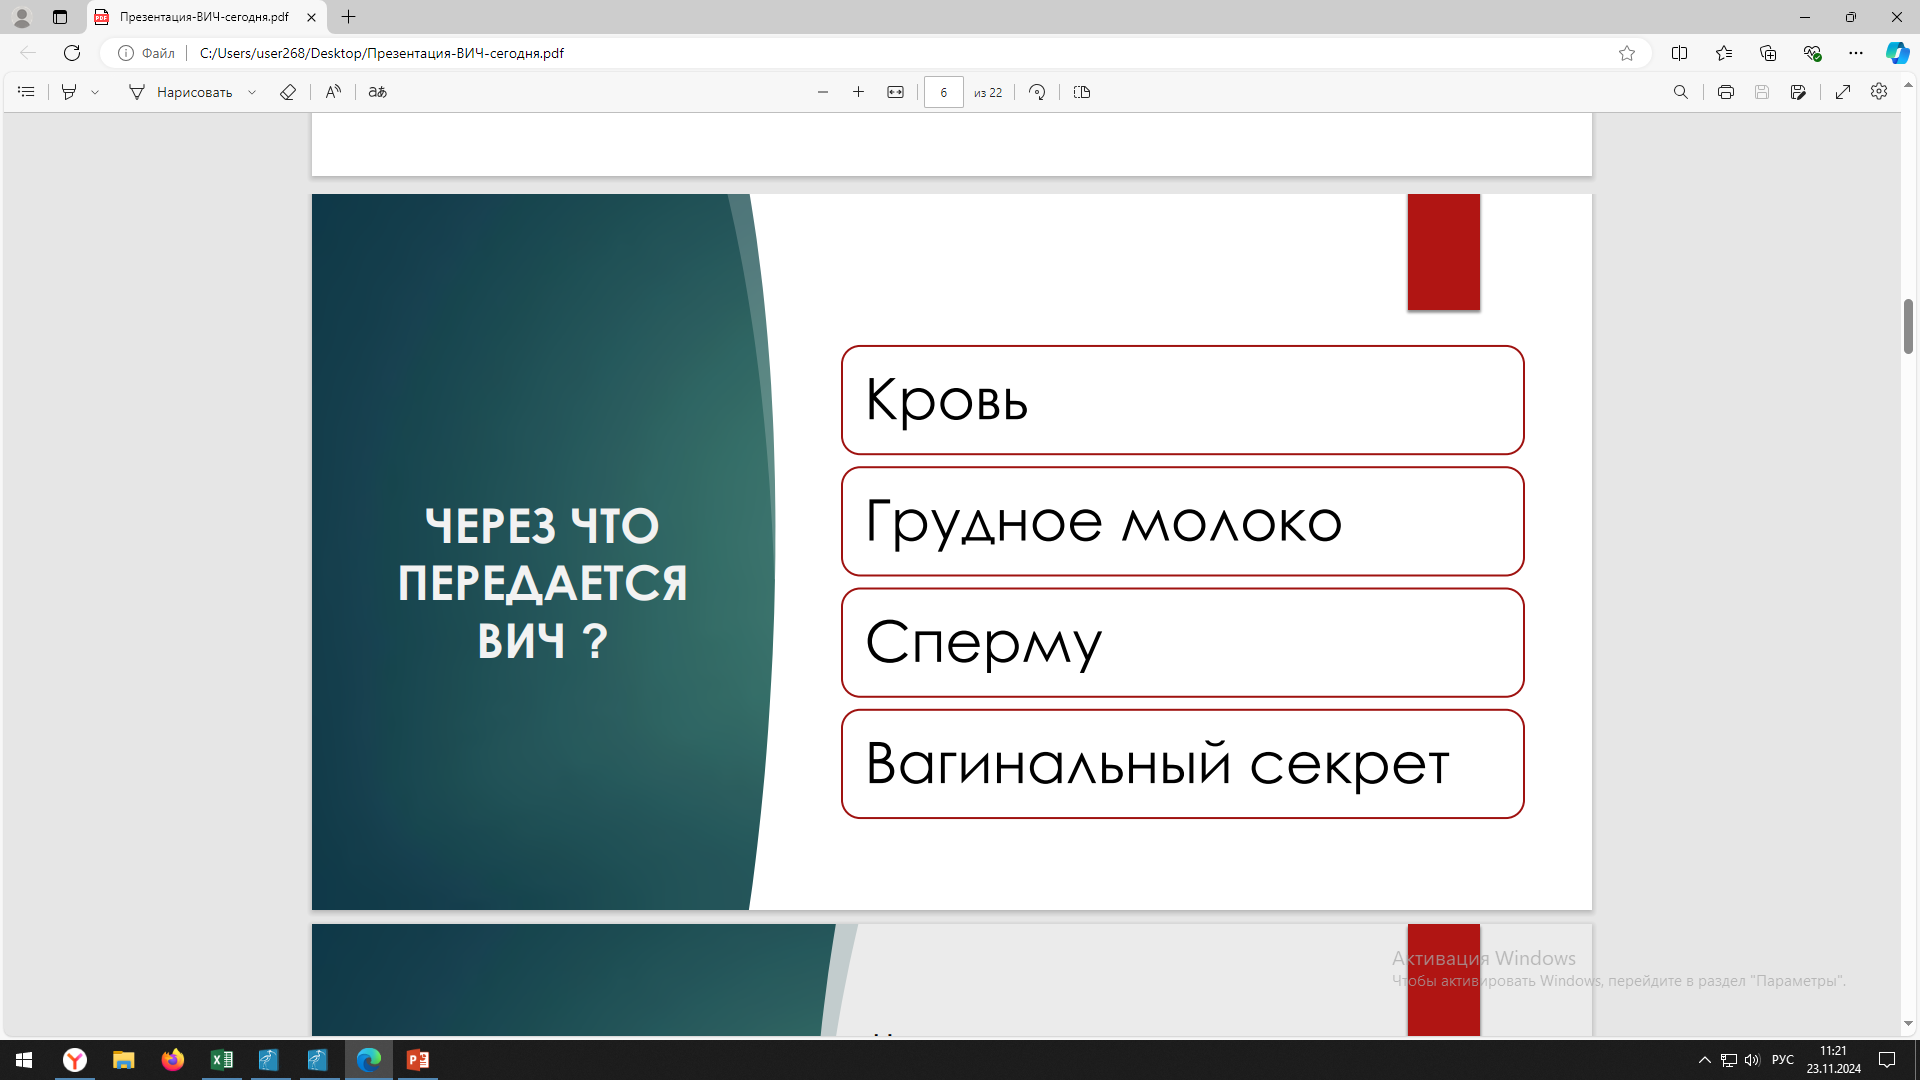 Презентация-ВИЧ-сегодня.pdf
Файл
C:/Users/user268/Desktop/Презентация-ВИЧ-сегодня.pdf
Нарисовать
аあ
6
из 22
ЧЕРЕЗ ЧТО
ПЕРЕДАЕТСЯ
ВИЧ ?
Кровь
Грудное молоко
Сперму
Вагинальный секрет
Активация Windows
Чтобы активировать Windows, перейдите в раздел "Параметры".
РУС
11:21
23.11.2024